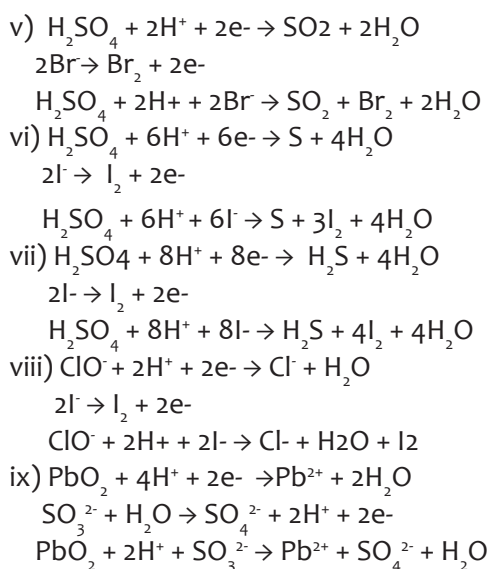 v) H₂SO₄ + 2H⁺ + 2e- → SO2 + 2H₂O
2Br⁻→ Br₂ + 2e-
H₂SO₄ + 2H+ + 2Br⁻ → SO₂ + Br₂ + 2H₂O
vi) H₂SO₄ + 6H⁺ + 6e- → S + 4H₂O
2I⁻ → I₂ + 2e-
H₂SO₄ + 6H⁺ + 6I⁻ → S + 3I₂ + 4H₂O
vii) H₂SO4 + 8H⁺ + 8e- → H₂S + 4H₂O
2I- → I₂ + 2e-
H₂SO₄ + 8H⁺ + 8I- → H₂S + 4I₂ + 4H₂O
viii) ClO⁻ + 2H⁺ + 2e- → Cl⁻ + H₂O
2I⁻ → I₂ + 2e-
ClO⁻ + 2H+ + 2I- → Cl- + H2O + I2
ix) PbO₂ + 4H⁺ + 2e- →Pb²⁺ + 2H₂O
SO₃²⁻ + H₂O → SO₄²⁻ + 2H⁺ + 2e-
PbO₂ + 2H⁺ + SO₃²⁻ → Pb²⁺ + SO₄²⁻ + H₂O